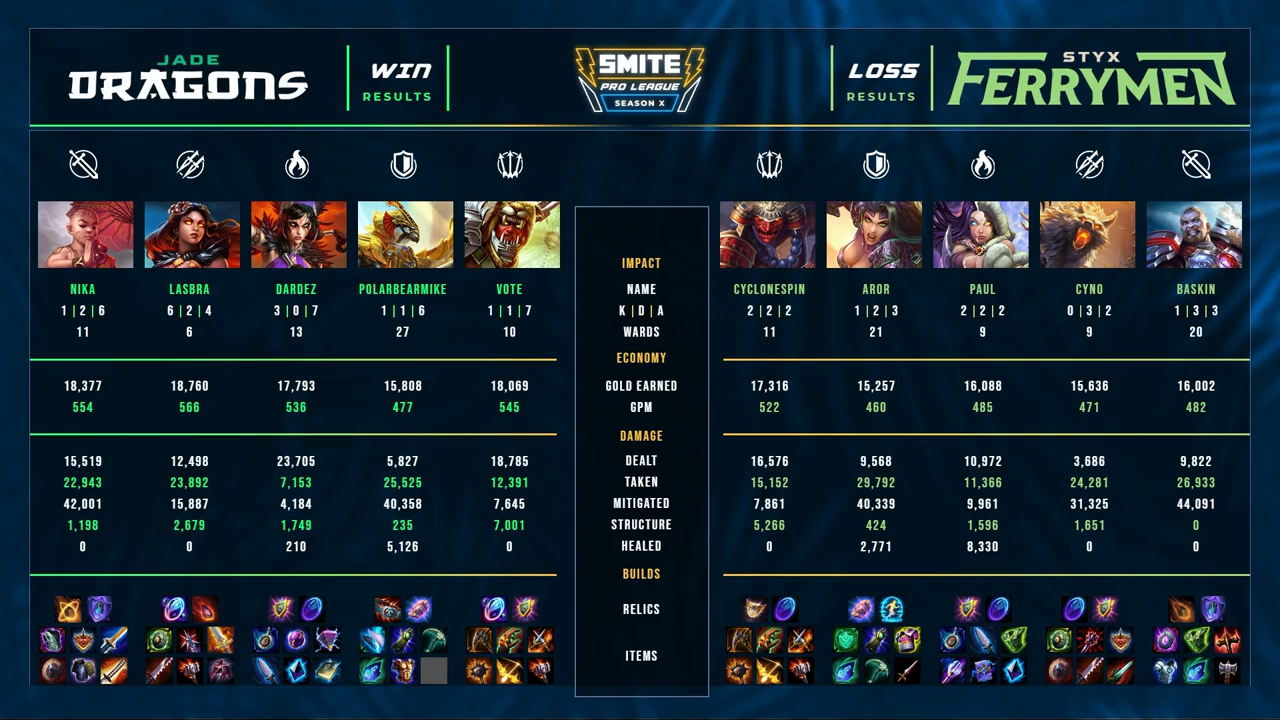 JADE
DRAGONS
WIN
RESULTS
SMITE
PRO LEAGUE
SEASON X
LOSS
RESULTS
STYX
FERRYMEN
IMPACT
NIKA LASBRA DARDEZ POLARBEARMIKE VOTE NAME CYCLONESPIN AROR PAUL CYNO BASKIN
1 | 2 | 6 6 | 2 | 4 3 | 0 | 7 1 | 1 | 6 1 | 1 | 7 K | D | A 2 | 2 | 2 1 | 2 | 3 2 | 2 | 2 0 | 3 | 2 1 | 3 | 3
11 6 13 27 10 WARDS 11 21 9 9 20
ECONOMY
18,377 18,760 17,793 15,808 18,069 GOLD EARNED 17,316 15,257 16,088 15,636 16,002
554 566 536 477 545 GPM 522 460 485 471 482
DAMAGE
15,519 12,498 23,705 5,827 18,785 DEALT 16,576 9,568 10,972 3,686 9,822
22,943 23,892 7,153 25,525 12,391 TAKEN 15,152 29,792 11,366 24,281 26,933
42,001 15,887 4,184 40,358 7,645 MITIGATED 7,861 40,339 9,961 31,325 44,091
1,198 2,679 1,749 235 7,001 STRUCTURE 5,266 424 1,596 1,651 0
0 0 210 5,126 0 HEALED 0 2,771 8,330 0 0
BUILDS
RELICS
ITEMS